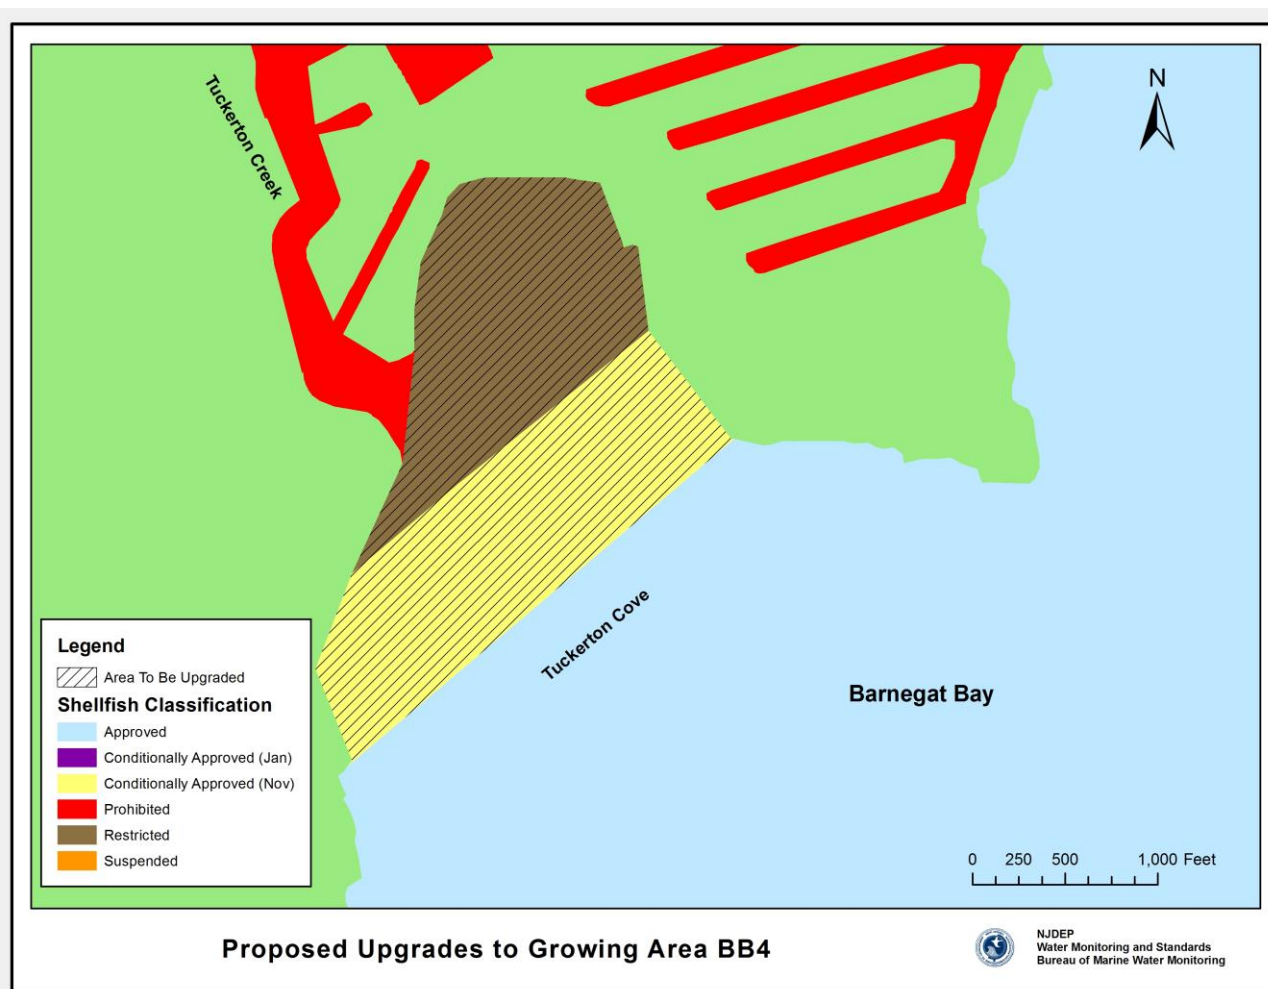 Tuckerton Creek
N
Tuckerton Cove
Barnegat Bay
Legend
Area To Be Upgraded
Shellfish Classification
Approved
Conditionally Approved (Jan)
Conditionally Approved (Nov)
Prohibited
Restricted
Suspended
0 250 500 1,000 Feet
Proposed Upgrades to Growing Area BB4
NJDEP
Water Monitoring and Standards
Bureau of Marine Water Monitoring